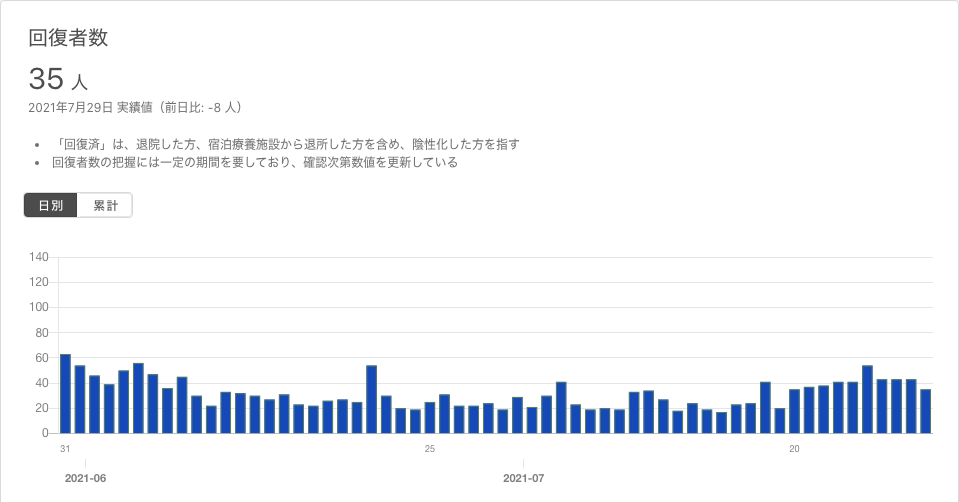 回復者数
35 人
2021年7月29日 実績値（前日比: -8 人）
• 「回復済」は、退院した方、宿泊療養施設から退所した方を含め、陰性化した方を指す
• 回復者数の把握には一定の期間を要しており、確認次第数値を更新している
日別 累計
140
120
100
80
60
40
20
0
31 25 20
2021-06 2021-07